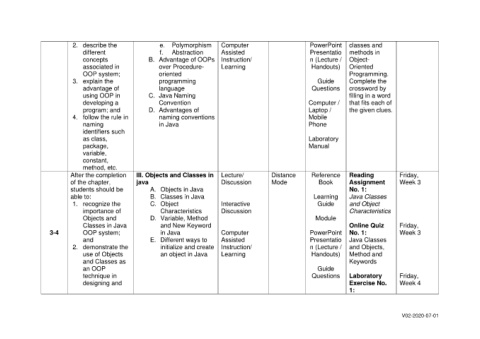 2. describe the
different
concepts
associated in
OOP system;
3. explain the
advantage of
using OOP in
developing a
program; and
4. follow the rule in
naming
identifiers such
as class,
package,
variable,
constant,
method, etc.
e. Polymorphism
f. Abstraction
B. Advantage of OOPs
over Procedure-
oriented
programming
language
C. Java Naming
Convention
D. Advantages of
naming conventions
in Java
Computer
Assisted
Instruction/
Learning
PowerPoint
Presentatio
n (Lecture /
Handouts)
Guide
Questions
Computer /
Laptop /
Mobile
Phone
Laboratory
Manual
classes and
methods in
Object-
Oriented
Programming.
Complete the
crossword by
filling in a word
that fits each of
the given clues.
3-4
After the completion
of the chapter,
students should be
able to:
1. recognize the
importance of
Objects and
Classes in Java
OOP system;
and
2. demonstrate the
use of Objects
and Classes as
an OOP
technique in
designing and
III. Objects and Classes in
java
A. Objects in Java
B. Classes in Java
C. Object
Characteristics
D. Variable, Method
and New Keyword
in Java
E. Different ways to
initialize and create
an object in Java
Lecture/
Discussion
Interactive
Discussion
Computer
Assisted
Instruction/
Learning
Distance
Mode
Reference
Book
Learning
Guide
Module
PowerPoint
Presentatio
n (Lecture /
Handouts)
Guide
Questions
Reading
Assignment
No. 1:
Java Classes
and Object
Characteristics
Online Quiz
No. 1:
Java Classes
and Objects,
Method and
Keywords
Laboratory
Exercise No.
1:
Friday,
Week 3
Friday,
Week 3
Friday,
Week 4
V02-2020-07-01